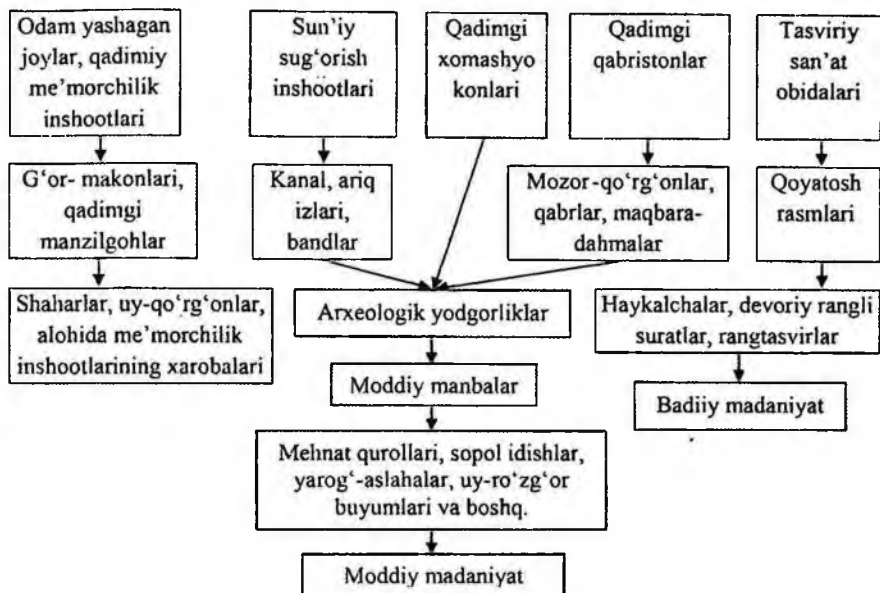 Odam yashagan
joylar, qadimiy
me’morchilik
inshootlari
Sun’iy
sug‘orish
inshootlari
Qadimgi
xomashyo
konlari
Qadimgi
qabristonlar
Tasviriy
san’at
obidalari
G‘or- makonlari,
qadimgi
manzilgohlar
Kanal, ariq
izlari,
bandlar
Mozor-qo‘rg‘onlar,
qabrlar, maqbara-
dahmalar
Qoyatosh
rasmlari
Shaharlar, uy-qo‘rg‘onlar,
alohida me’morchilik
inshootlarining xarobalari
Arxeologik yodgorliklar
Haykalchalar, devoriy rangli
suratlar, rangtasvirlar
Moddiy manbalar
Badiiy madaniyat
Mehnat qurollari, sopol idishlar,
yarog‘-aslahalar, uy-ro‘zg‘or
buyumlari va boshq.
Moddiy madaniyat